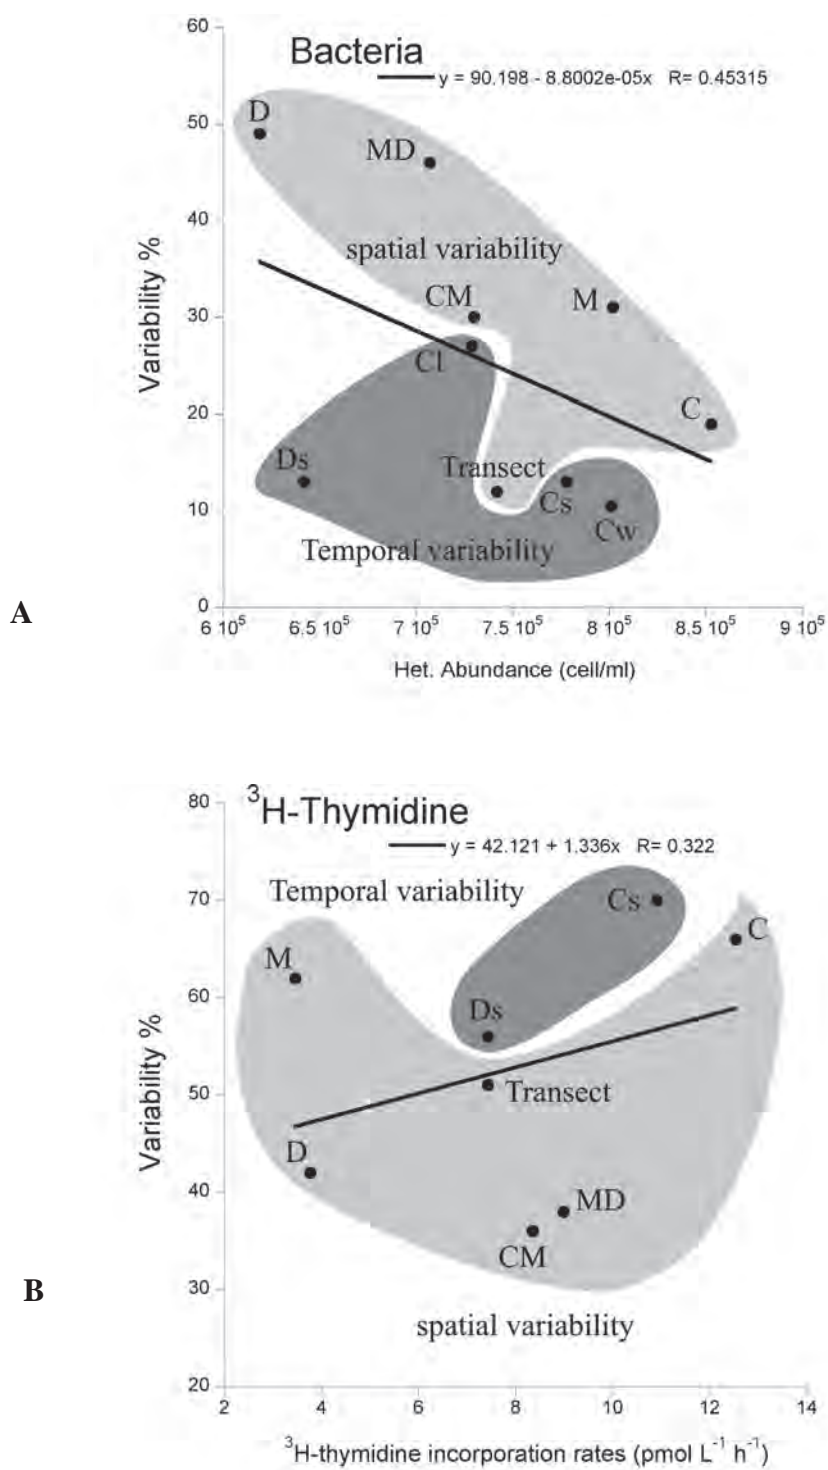 60
Bacteria
y = 90.198 - 8.8002e-05x R= 0.45315
50
D
MD
40
spatial variability
CM
M
30
Cl
C
20
Ds
Transect
Cs
10
Cw
Temporal variability
0
Variability %
A
6 10⁵ 6.5 10⁵ 7 10⁵ 7.5 10⁵ 8 10⁵ 8.5 10⁵ 9 10⁵
Het. Abundance (cell/ml)
80
³H-Thymidine
y = 42.121 + 1.336x R= 0.322
70
Temporal variability
Cs
C
M
60
Ds
50
Transect
D
40
MD
CM
30
spatial variability
20
Variability %
B
2 4 6 8 10 12 14
³H-thymidine incorporation rates (pmol L⁻¹ h⁻¹)